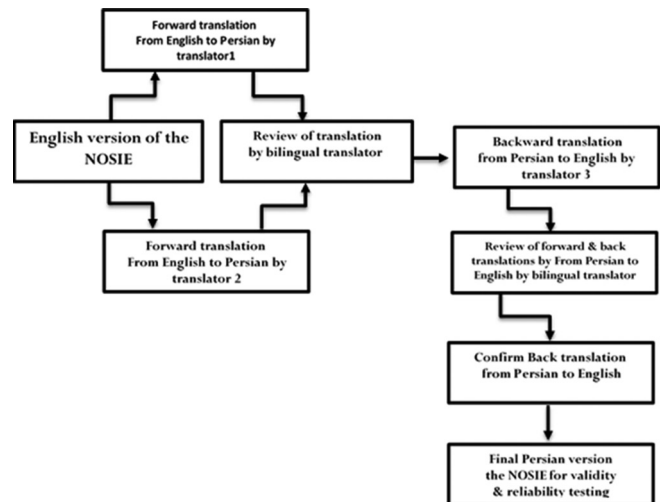 Forward translation
From English to Persian by
translator1
English version of the
NOSIE
Review of translation
by bilingual translator
Forward translation
From English to Persian by
translator 2
Backward translation
from Persian to English by
translator 3
Review of forward & back
translations by From Persian to
English by bilingual translator
Confirm Back translation
from Persian to English
Final Persian version
the NOSIE for validity
& reliability testing